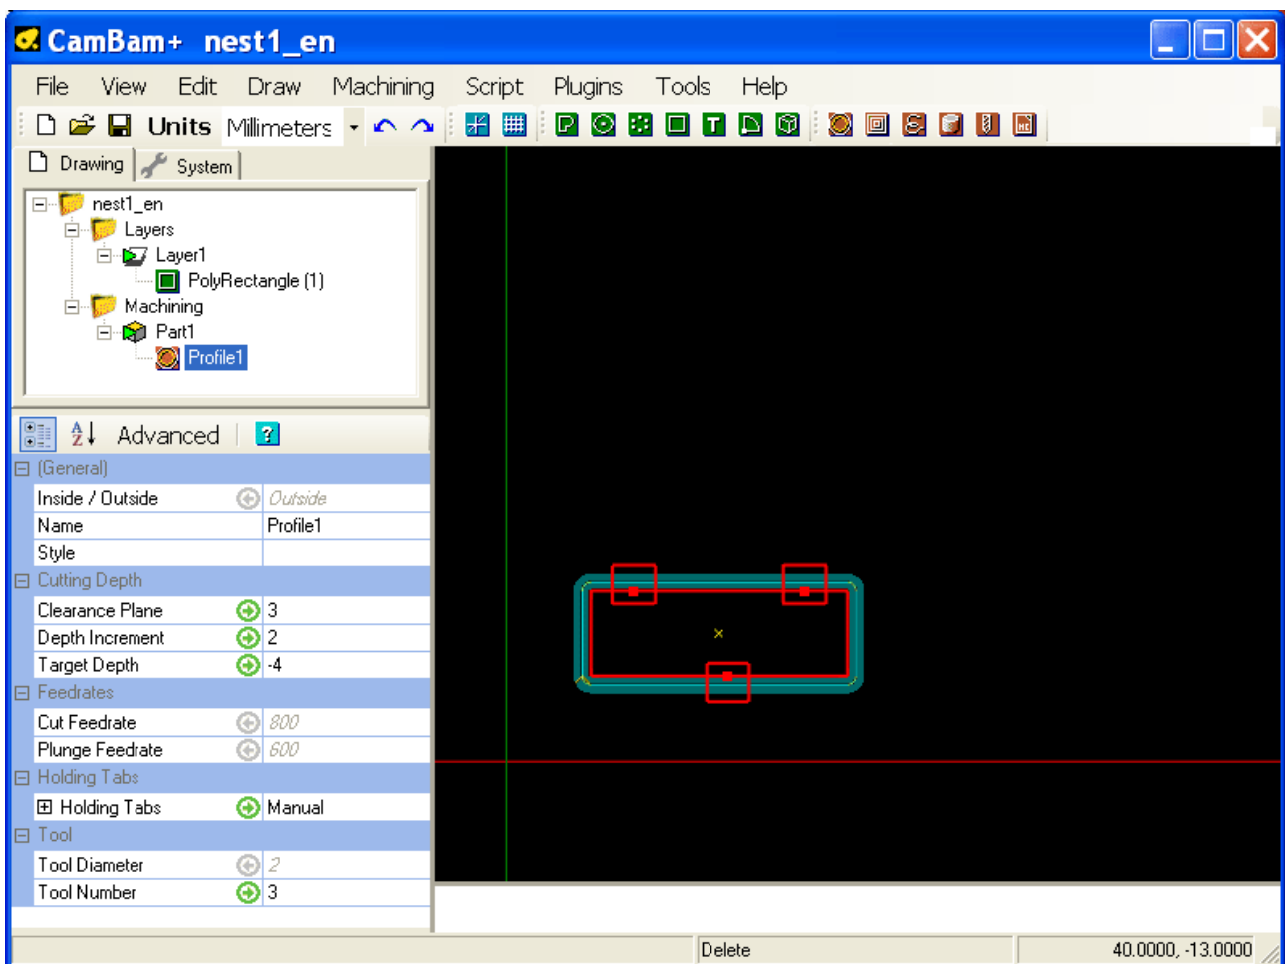 CamBam+ nest1_en
File View Edit Draw Machining Script Plugins Tools Help
Units Millimeters
Drawing System
nest1_en
Layers
Layer1
PolyRectangle (1)
Machining
Part1
Profile1
Advanced
(General)
Inside / Outside Outside
Name Profile1
Style
Cutting Depth
Clearance Plane 3
Depth Increment 2
Target Depth -4
Feedrates
Cut Feedrate 800
Plunge Feedrate 600
Holding Tabs
Holding Tabs Manual
Tool
Tool Diameter 2
Tool Number 3
Delete 40.0000, -13.0000